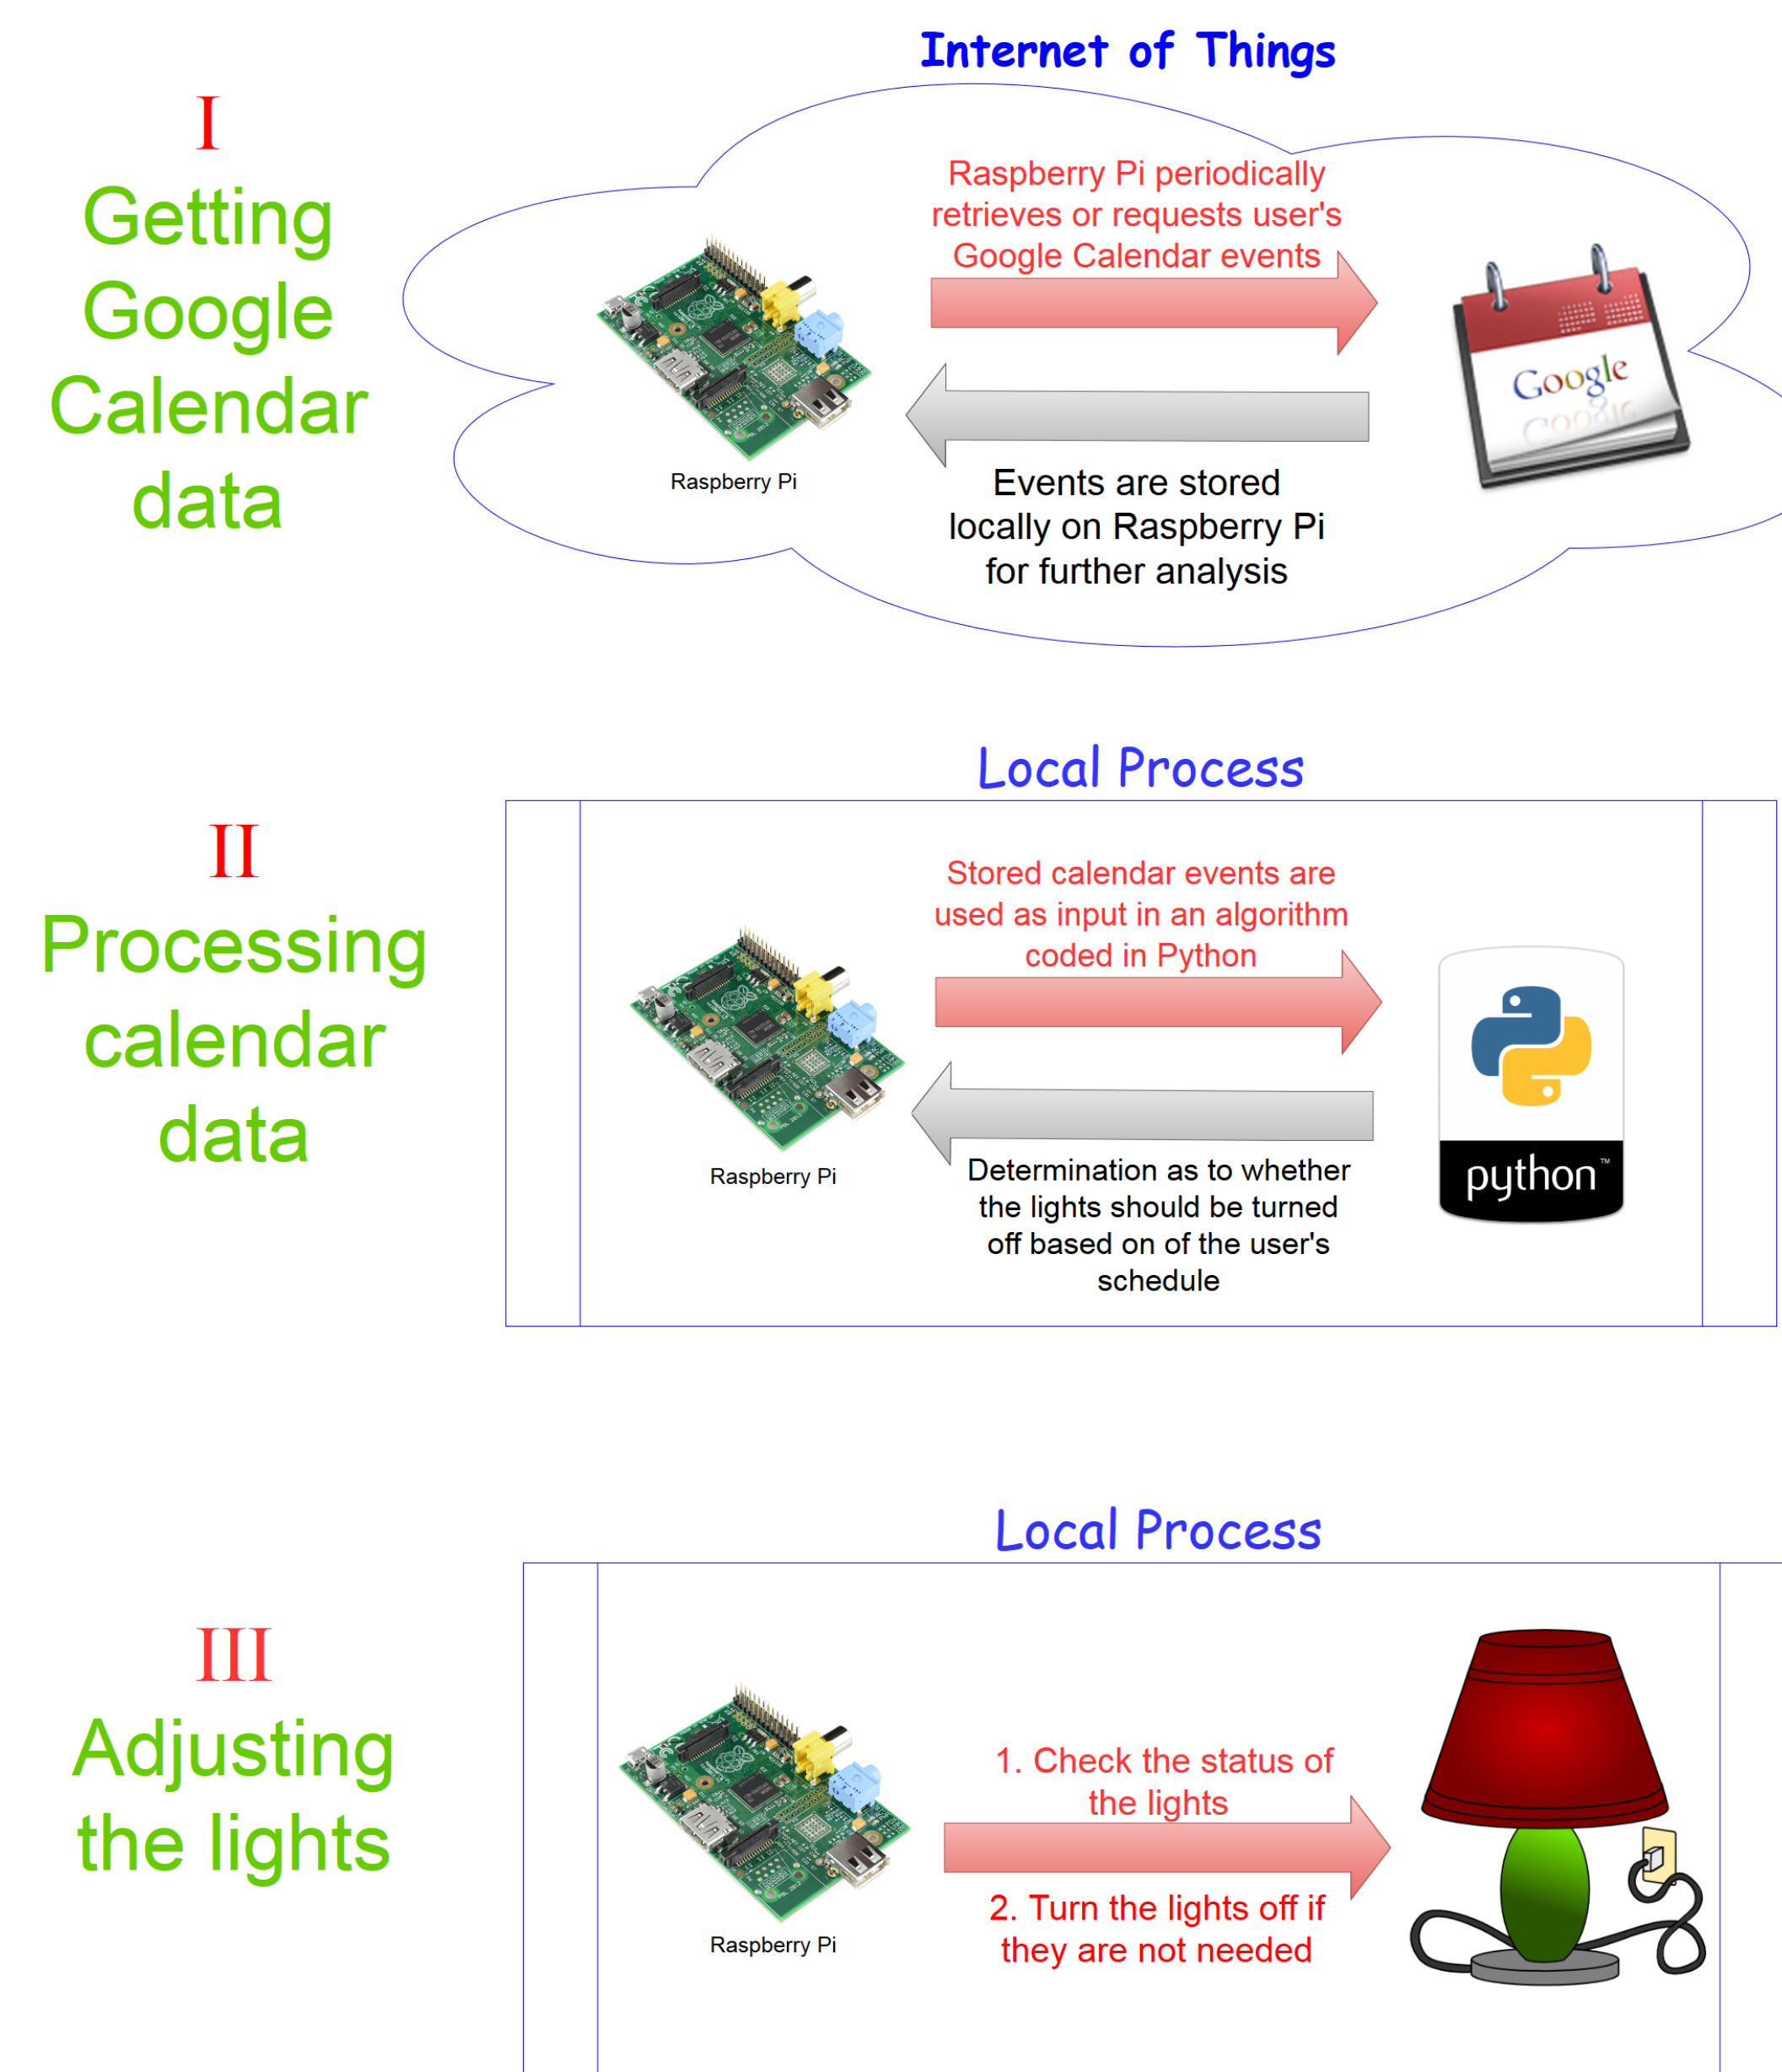 Internet of Things
I
Getting
Google
Calendar
data
Raspberry Pi periodically
retrieves or requests user's
Google Calendar events
Google
Raspberry Pi
Events are stored
locally on Raspberry Pi
for further analysis
Local Process
II
Processing
calendar
data
Stored calendar events are
used as input in an algorithm
coded in Python
Raspberry Pi
python™
Determination as to whether
the lights should be turned
off based on of the user's
schedule
Local Process
III
Adjusting
the lights
1. Check the status of
the lights
2. Turn the lights off if
they are not needed
Raspberry Pi